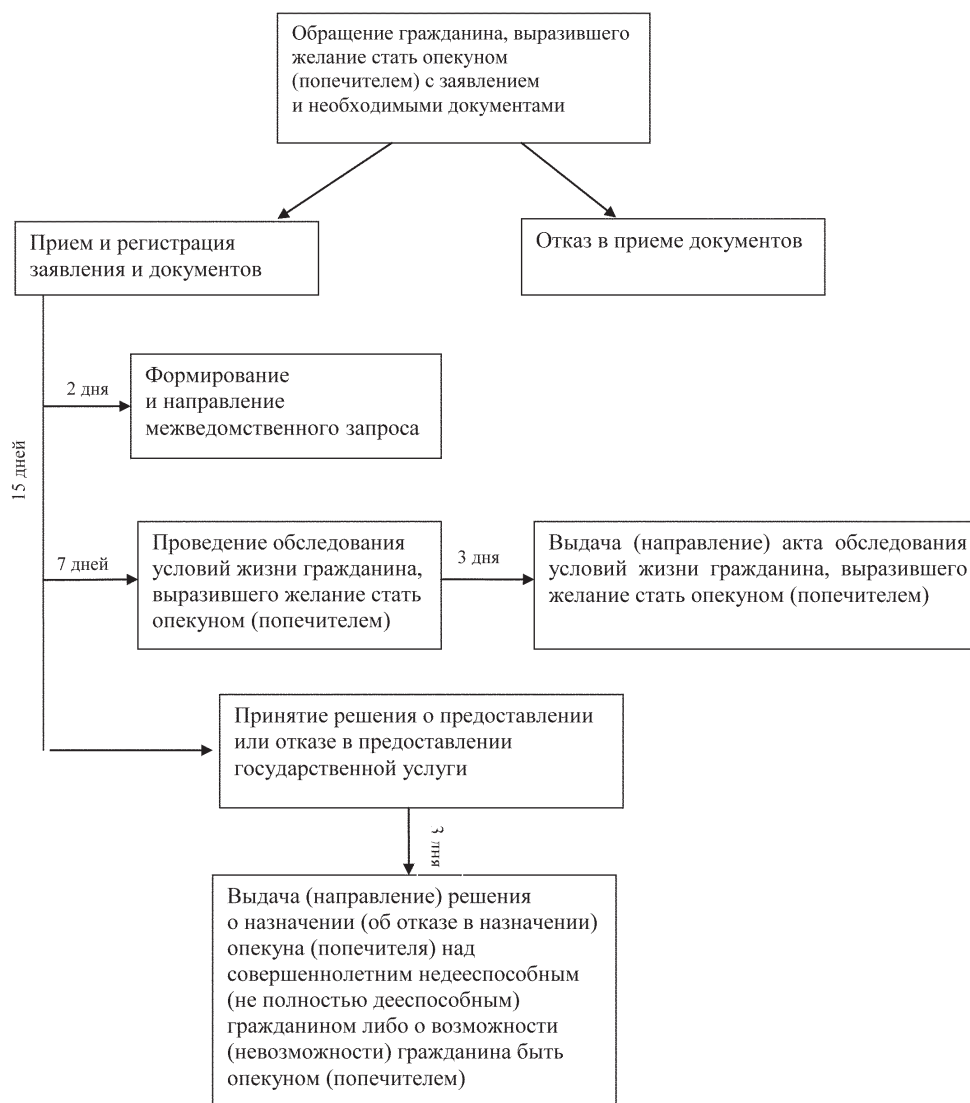 Обращение гражданина, выразившего
желание стать опекуном
(попечителем) с заявлением
и необходимыми документами
Прием и регистрация
заявления и документов
Отказ в приеме документов
15 дней
2 дня
Формирование
и направление
межведомственного запроса
7 дней
Проведение обследования
условий жизни гражданина,
выразившего желание стать
опекуном (попечителем)
3 дня
Выдача (направление) акта обследования
условий жизни гражданина, выразившего
желание стать опекуном (попечителем)
Принятие решения о предоставлении
или отказе в предоставлении
государственной услуги
3 дня
Выдача (направление) решения
о назначении (об отказе в назначении)
опекуна (попечителя) над
совершеннолетним недееспособным
(не полностью дееспособным)
гражданином либо о возможности
(невозможности) гражданина быть
опекуном (попечителем)